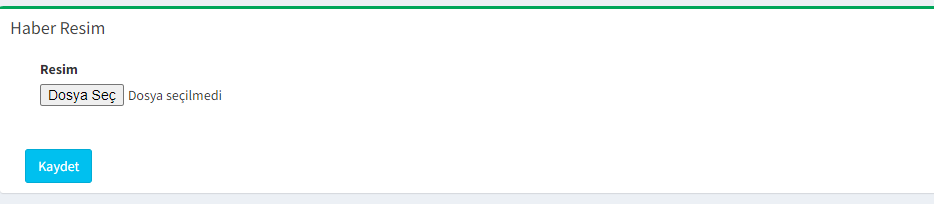 Haber Resim
Resim
Dosya Seç Dosya seçilmedi
Kaydet